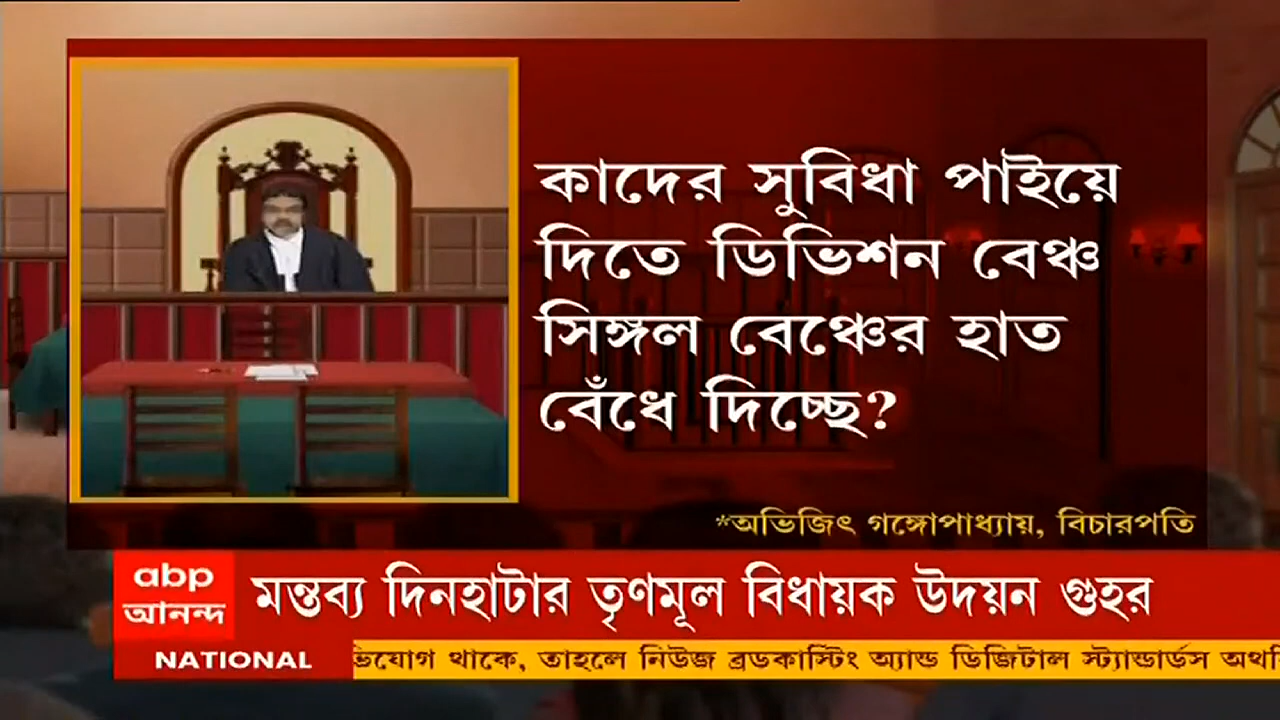 কাদের সুবিধা পাইয়ে
দিতে ডিভিশন বেঞ্চ
সিঙ্গল বেঞ্চের হাত
বেঁধে দিচ্ছে?
*অভিজিৎ গঙ্গোপাধ্যায়, বিচারপতি
abp
আনন্দ
মন্তব্য দিনহাটার তৃণমূল বিধায়ক উদয়ন গুহর
NATIONAL
ভিযোগ থাকে, তাহলে নিউজ ব্রডকাস্টিং অ্যান্ড ডিজিটাল স্ট্যান্ডার্ডস